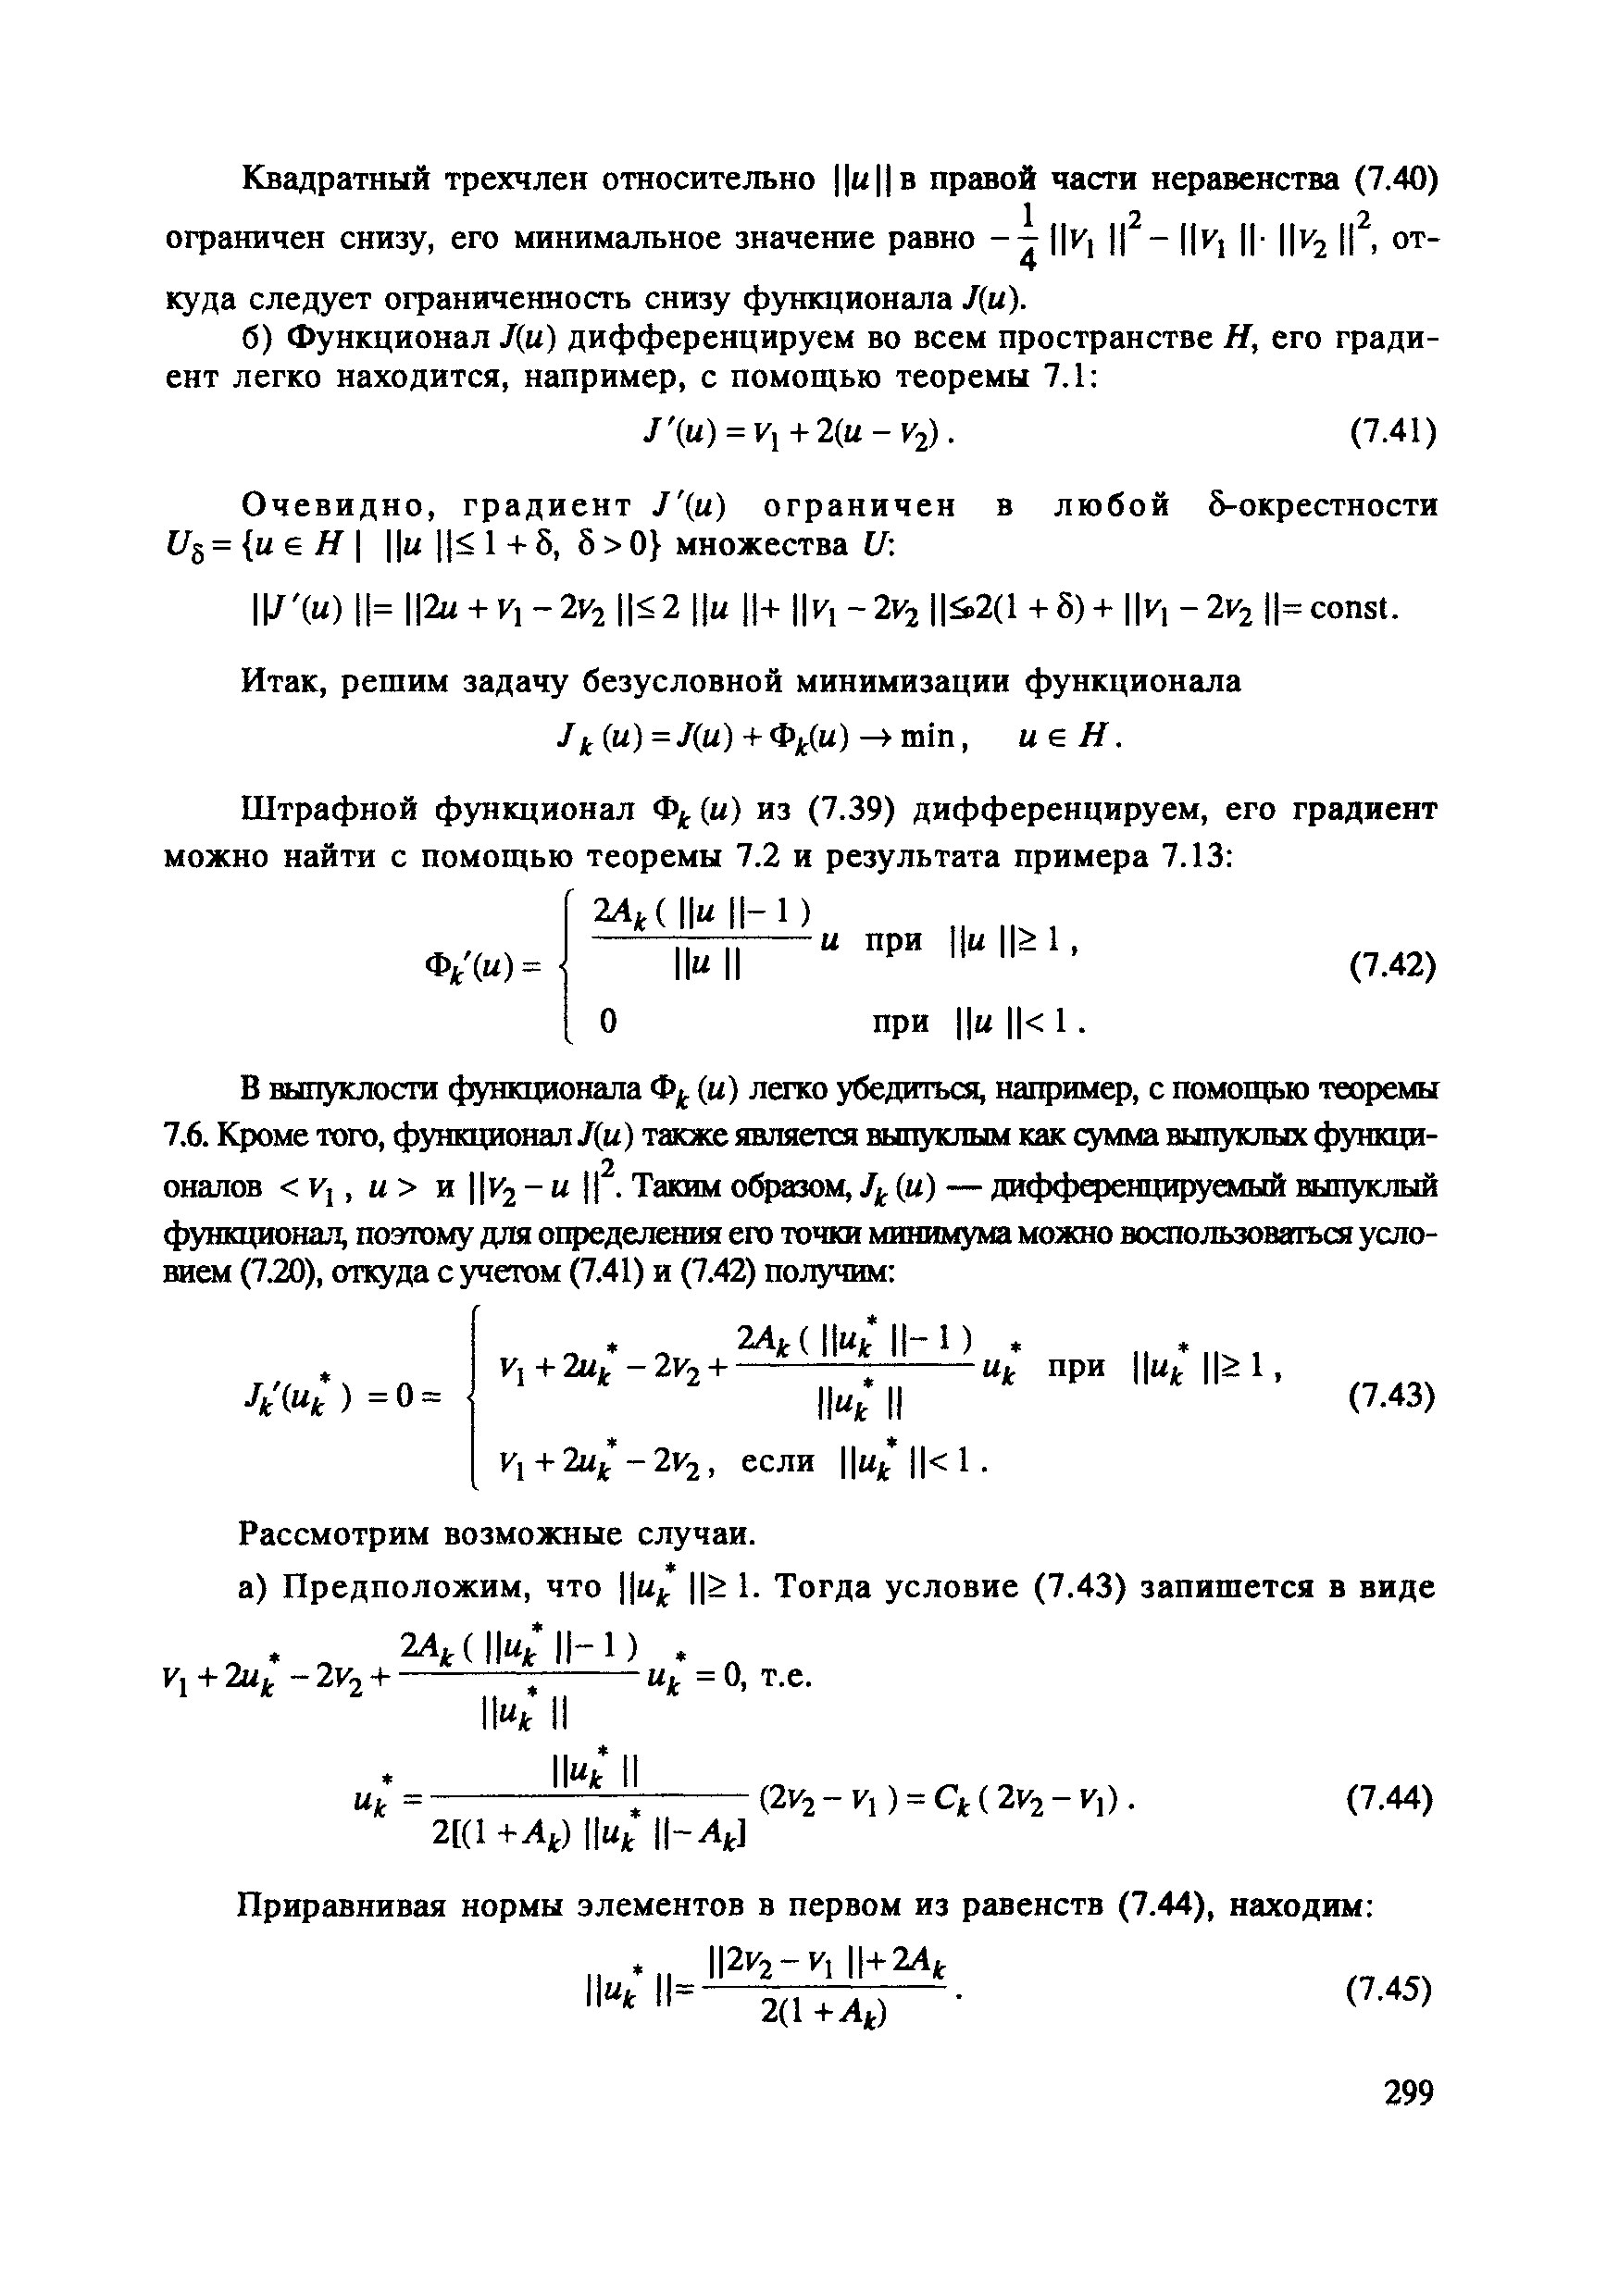 Квадратный трехчлен относительно ||u|| в правой части неравенства (7.40)
ограничен снизу, его минимальное значение равно − 1/4 ||v₁ ||² − ||v₁ ||· ||v₂ ||², от-
куда следует ограниченность снизу функционала J(u).
б) Функционал J(u) дифференцируем во всем пространстве H, его гради-
ент легко находится, например, с помощью теоремы 7.1:
J ′(u) = v₁ + 2(u − v₂) . (7.41)
Очевидно, градиент J ′(u) ограничен в любой δ-окрестности
U_δ = {u ∈ H | ||u ||≤ 1 + δ, δ > 0} множества U:
||J ′(u) ||= ||2u + v₁ − 2v₂ ||≤ 2 ||u ||+ ||v₁ − 2v₂ ||≤2(1 + δ) + ||v₁ − 2v₂ ||= const.
Итак, решим задачу безусловной минимизации функционала
J_k (u) = J(u) + Φ_k(u) → min , u ∈ H .
Штрафной функционал Φ_k (u) из (7.39) дифференцируем, его градиент
можно найти с помощью теоремы 7.2 и результата примера 7.13:
Φ_k′(u) = { 2A_k ( ||u ||− 1 ) / ||u || u при ||u ||≥ 1 , (7.42)
0 при ||u ||< 1 .
В выпуклости функционала Φ_k (u) легко убедиться, например, с помощью теоремы
7.6. Кроме того, функционал J(u) также является выпуклым как сумма выпуклых функци-
оналов < v₁ , u > и ||v₂ − u ||². Таким образом, J_k (u) — дифференцируемый выпуклый
функционал, поэтому для определения его точки минимума можно воспользоваться усло-
вием (7.20), откуда с учетом (7.41) и (7.42) получим:
J_k′(u_k* ) = 0 = { v₁ + 2u_k* − 2v₂ + 2A_k ( ||u_k* ||− 1 ) / ||u_k* || u_k* при ||u_k* ||≥ 1 , (7.43)
v₁ + 2u_k* − 2v₂ , если ||u_k* ||< 1 .
Рассмотрим возможные случаи.
а) Предположим, что ||u_k* ||≥ 1. Тогда условие (7.43) запишется в виде
v₁ + 2u_k* − 2v₂ + 2A_k ( ||u_k* ||− 1 ) / ||u_k* || u_k* = 0, т.е.
u_k* = ||u_k* || / 2[(1 + A_k) ||u_k* ||− A_k] (2v₂ − v₁ ) = C_k ( 2v₂ − v₁) . (7.44)
Приравнивая нормы элементов в первом из равенств (7.44), находим:
||u_k* ||= ||2v₂ − v₁ ||+ 2A_k / 2(1 + A_k) . (7.45)
299